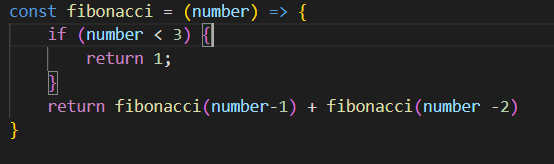 const fibonacci = (number) => {
    if (number < 3) {
        return 1;
    }
    return fibonacci(number-1) + fibonacci(number -2)
}